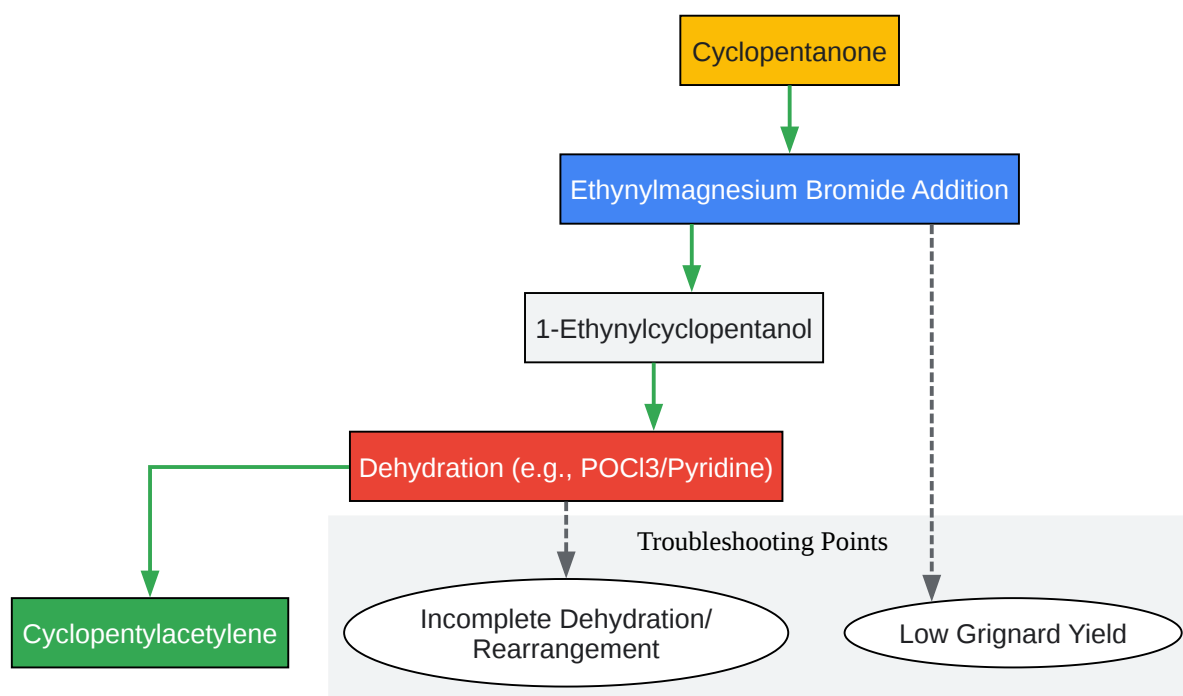 Cyclopentanone
Ethynylmagnesium Bromide Addition
1-Ethynylcyclopentanol
Dehydration (e.g., POCl3/Pyridine)
Troubleshooting Points
Cyclopentylacetylene
Incomplete Dehydration/
Rearrangement
Low Grignard Yield